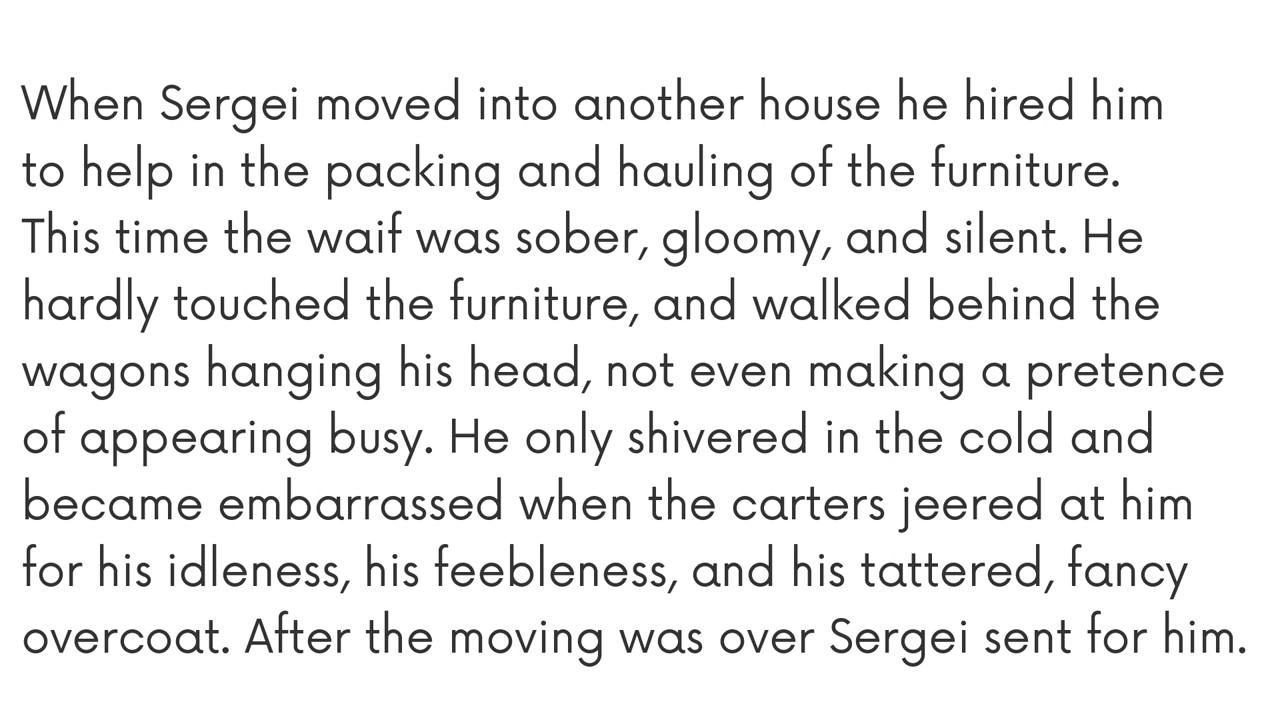 When Sergei moved into another house he hired him
to help in the packing and hauling of the furniture.
This time the waif was sober, gloomy, and silent. He
hardly touched the furniture, and walked behind the
wagons hanging his head, not even making a pretence
of appearing busy. He only shivered in the cold and
became embarrassed when the carters jeered at him
for his idleness, his feebleness, and his tattered, fancy
overcoat. After the moving was over Sergei sent for him.